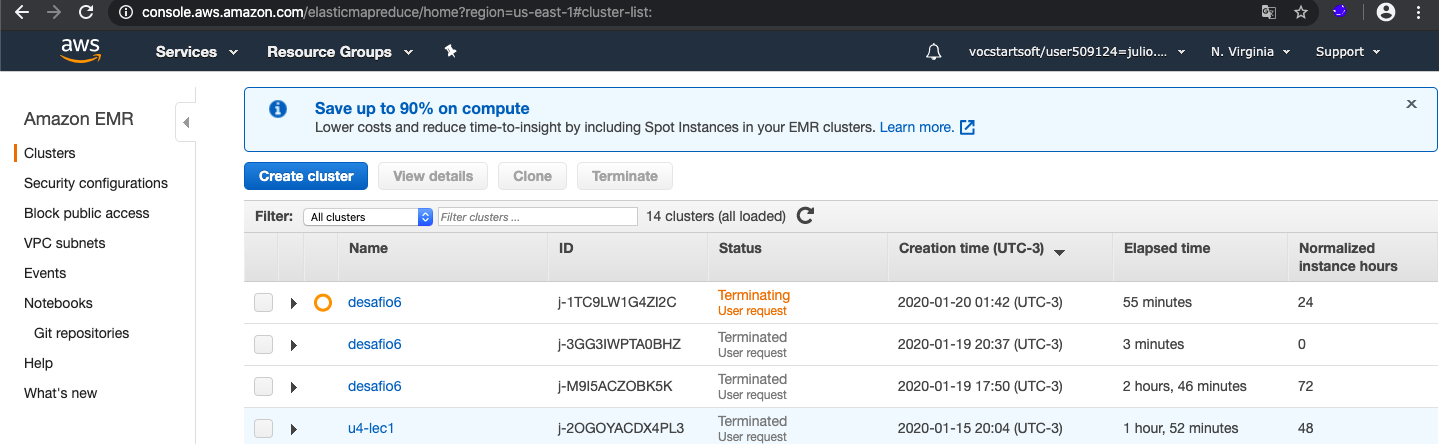 console.aws.amazon.com/elasticmapreduce/home?region=us-east-1#cluster-list:
aws Services Resource Groups vocstartsoft/user509124=julio.... N. Virginia Support
Amazon EMR
Clusters
Security configurations
Block public access
VPC subnets
Events
Notebooks
Git repositories
Help
What's new
Save up to 90% on compute
Lower costs and reduce time-to-insight by including Spot Instances in your EMR clusters. Learn more.
Create cluster View details Clone Terminate
Filter: All clusters Filter clusters ... 14 clusters (all loaded)
Name ID Status Creation time (UTC-3) Elapsed time Normalized instance hours
desafio6 j-1TC9LW1G4ZI2C Terminating User request 2020-01-20 01:42 (UTC-3) 55 minutes 24
desafio6 j-3GG3IWPTA0BHZ Terminated User request 2020-01-19 20:37 (UTC-3) 3 minutes 0
desafio6 j-M9I5ACZOBK5K Terminated User request 2020-01-19 17:50 (UTC-3) 2 hours, 46 minutes 72
u4-lec1 j-2OGOYACDX4PL3 Terminated User request 2020-01-15 20:04 (UTC-3) 1 hour, 52 minutes 48